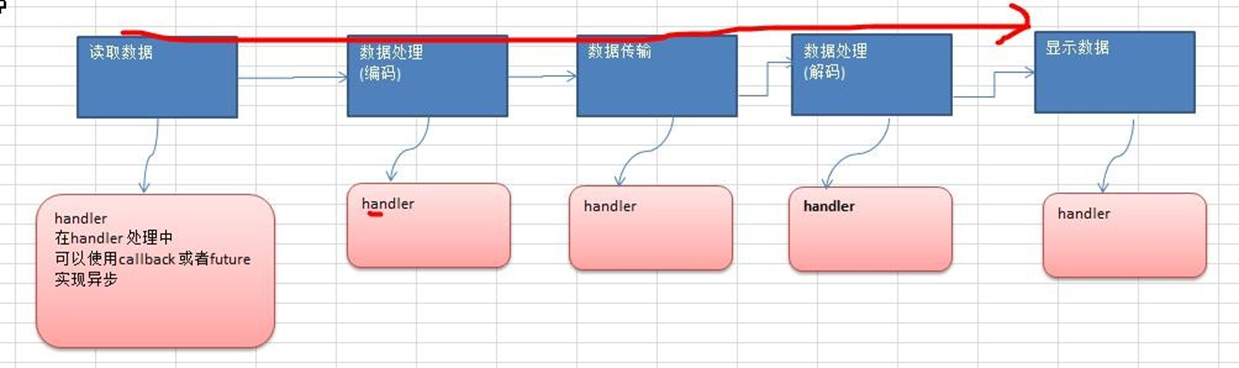 读取数据
数据处理
(编码)
数据传输
数据处理
(解码)
显示数据
handler
在handler 处理中
可以使用callback 或者future
实现异步
handler
handler
handler
handler